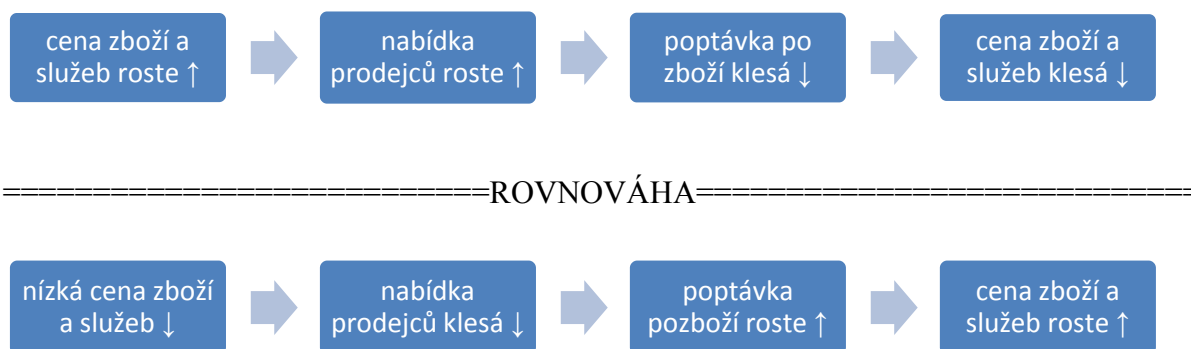 cena zboží a
služeb roste ↑
nabídka
prodejců roste ↑
poptávka po
zboží klesá ↓
cena zboží a
služeb klesá ↓
===========================ROVNOVÁHA===========================
nízká cena zboží
a služeb ↓
nabídka
prodejců klesá ↓
poptávka
pozboží roste ↑
cena zboží a
služeb roste ↑